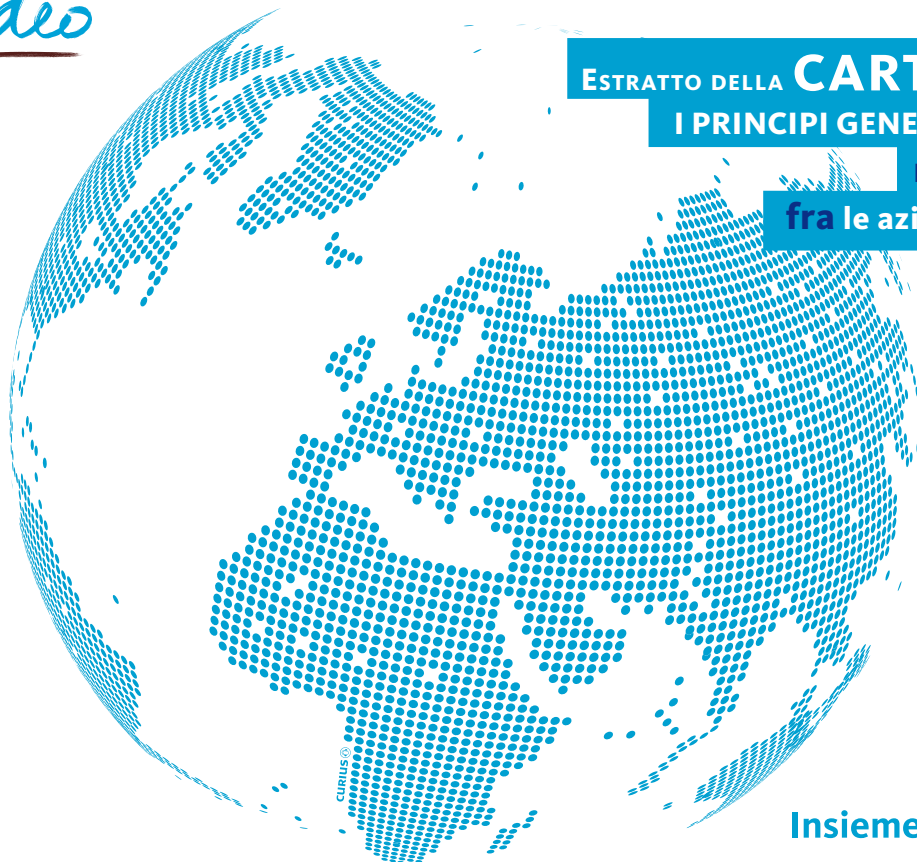 ESTRATTO DELLA CART
I PRINCIPI GENE
fra le azi
CURIUS©
Insieme